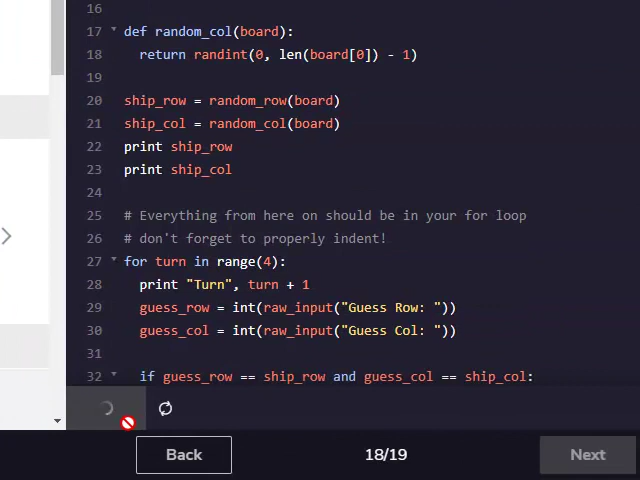 16
17 def random_col(board):
18 return randint(0, len(board[0]) - 1)
19
20 ship_row = random_row(board)
21 ship_col = random_col(board)
22 print ship_row
23 print ship_col
24
25 # Everything from here on should be in your for loop
26 # don't forget to properly indent!
27 for turn in range(4):
28 print "Turn", turn + 1
29 guess_row = int(raw_input("Guess Row: "))
30 guess_col = int(raw_input("Guess Col: "))
31
32 if guess_row == ship_row and guess_col == ship_col:
Back 18/19 Next